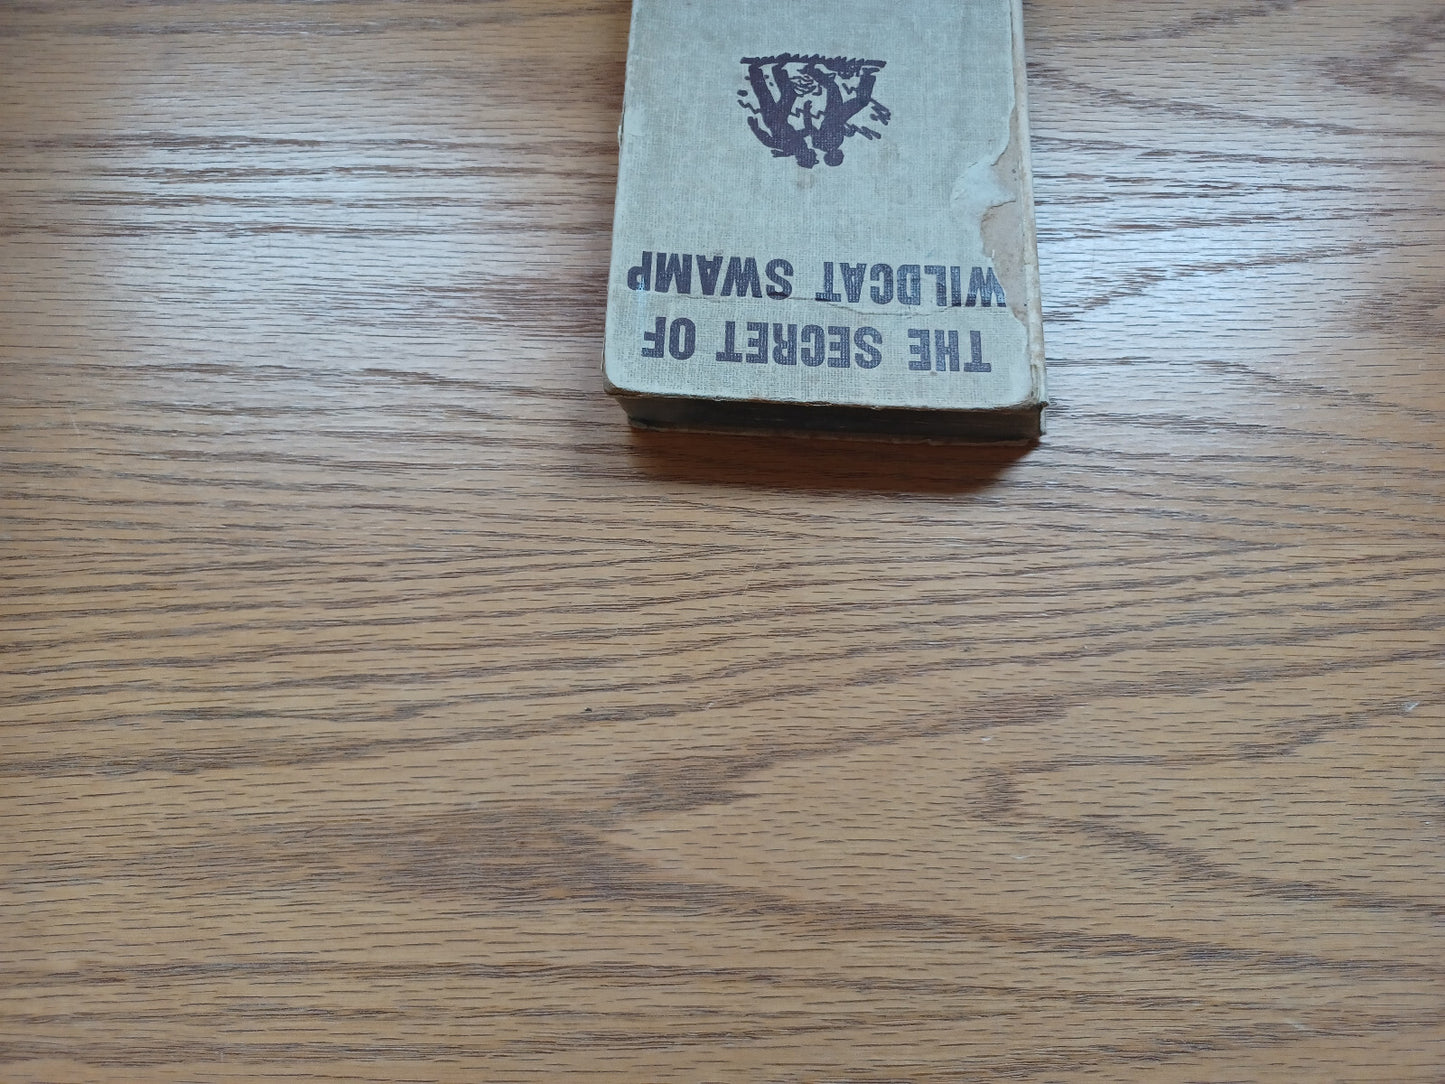 THE SECRET OF
WILDCAT SWAMP